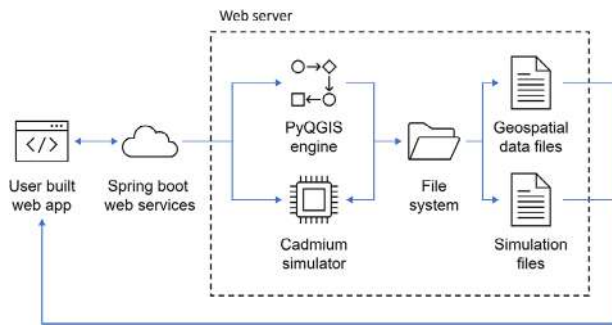 Web server
</>
PyQGIS
engine
Geospatial
data files
User built
web app
Spring boot
web services
File
system
Cadmium
simulator
Simulation
files